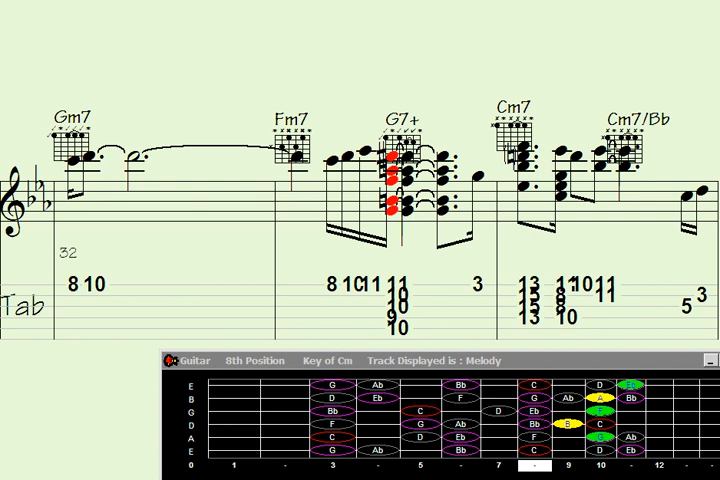 Gm7 Fm7 G7+ Cm7 Cm7/Bb
32
8 10 8 10 11 11 3 13 11 10 11 
10 15 8 11 3
10 15 8 5
9 13 10
10
Tab
Guitar 8th Position Key of Cm Track Displayed is : Melody
E G Ab Bb C D Eb
B D Eb F G Ab A Bb
G Bb C D Eb F
D F G Ab Bb B C
A C D Eb F G Ab
E G Ab Bb C D Eb
0 1 - 3 - 5 - 7 - 9 10 - 12 - -